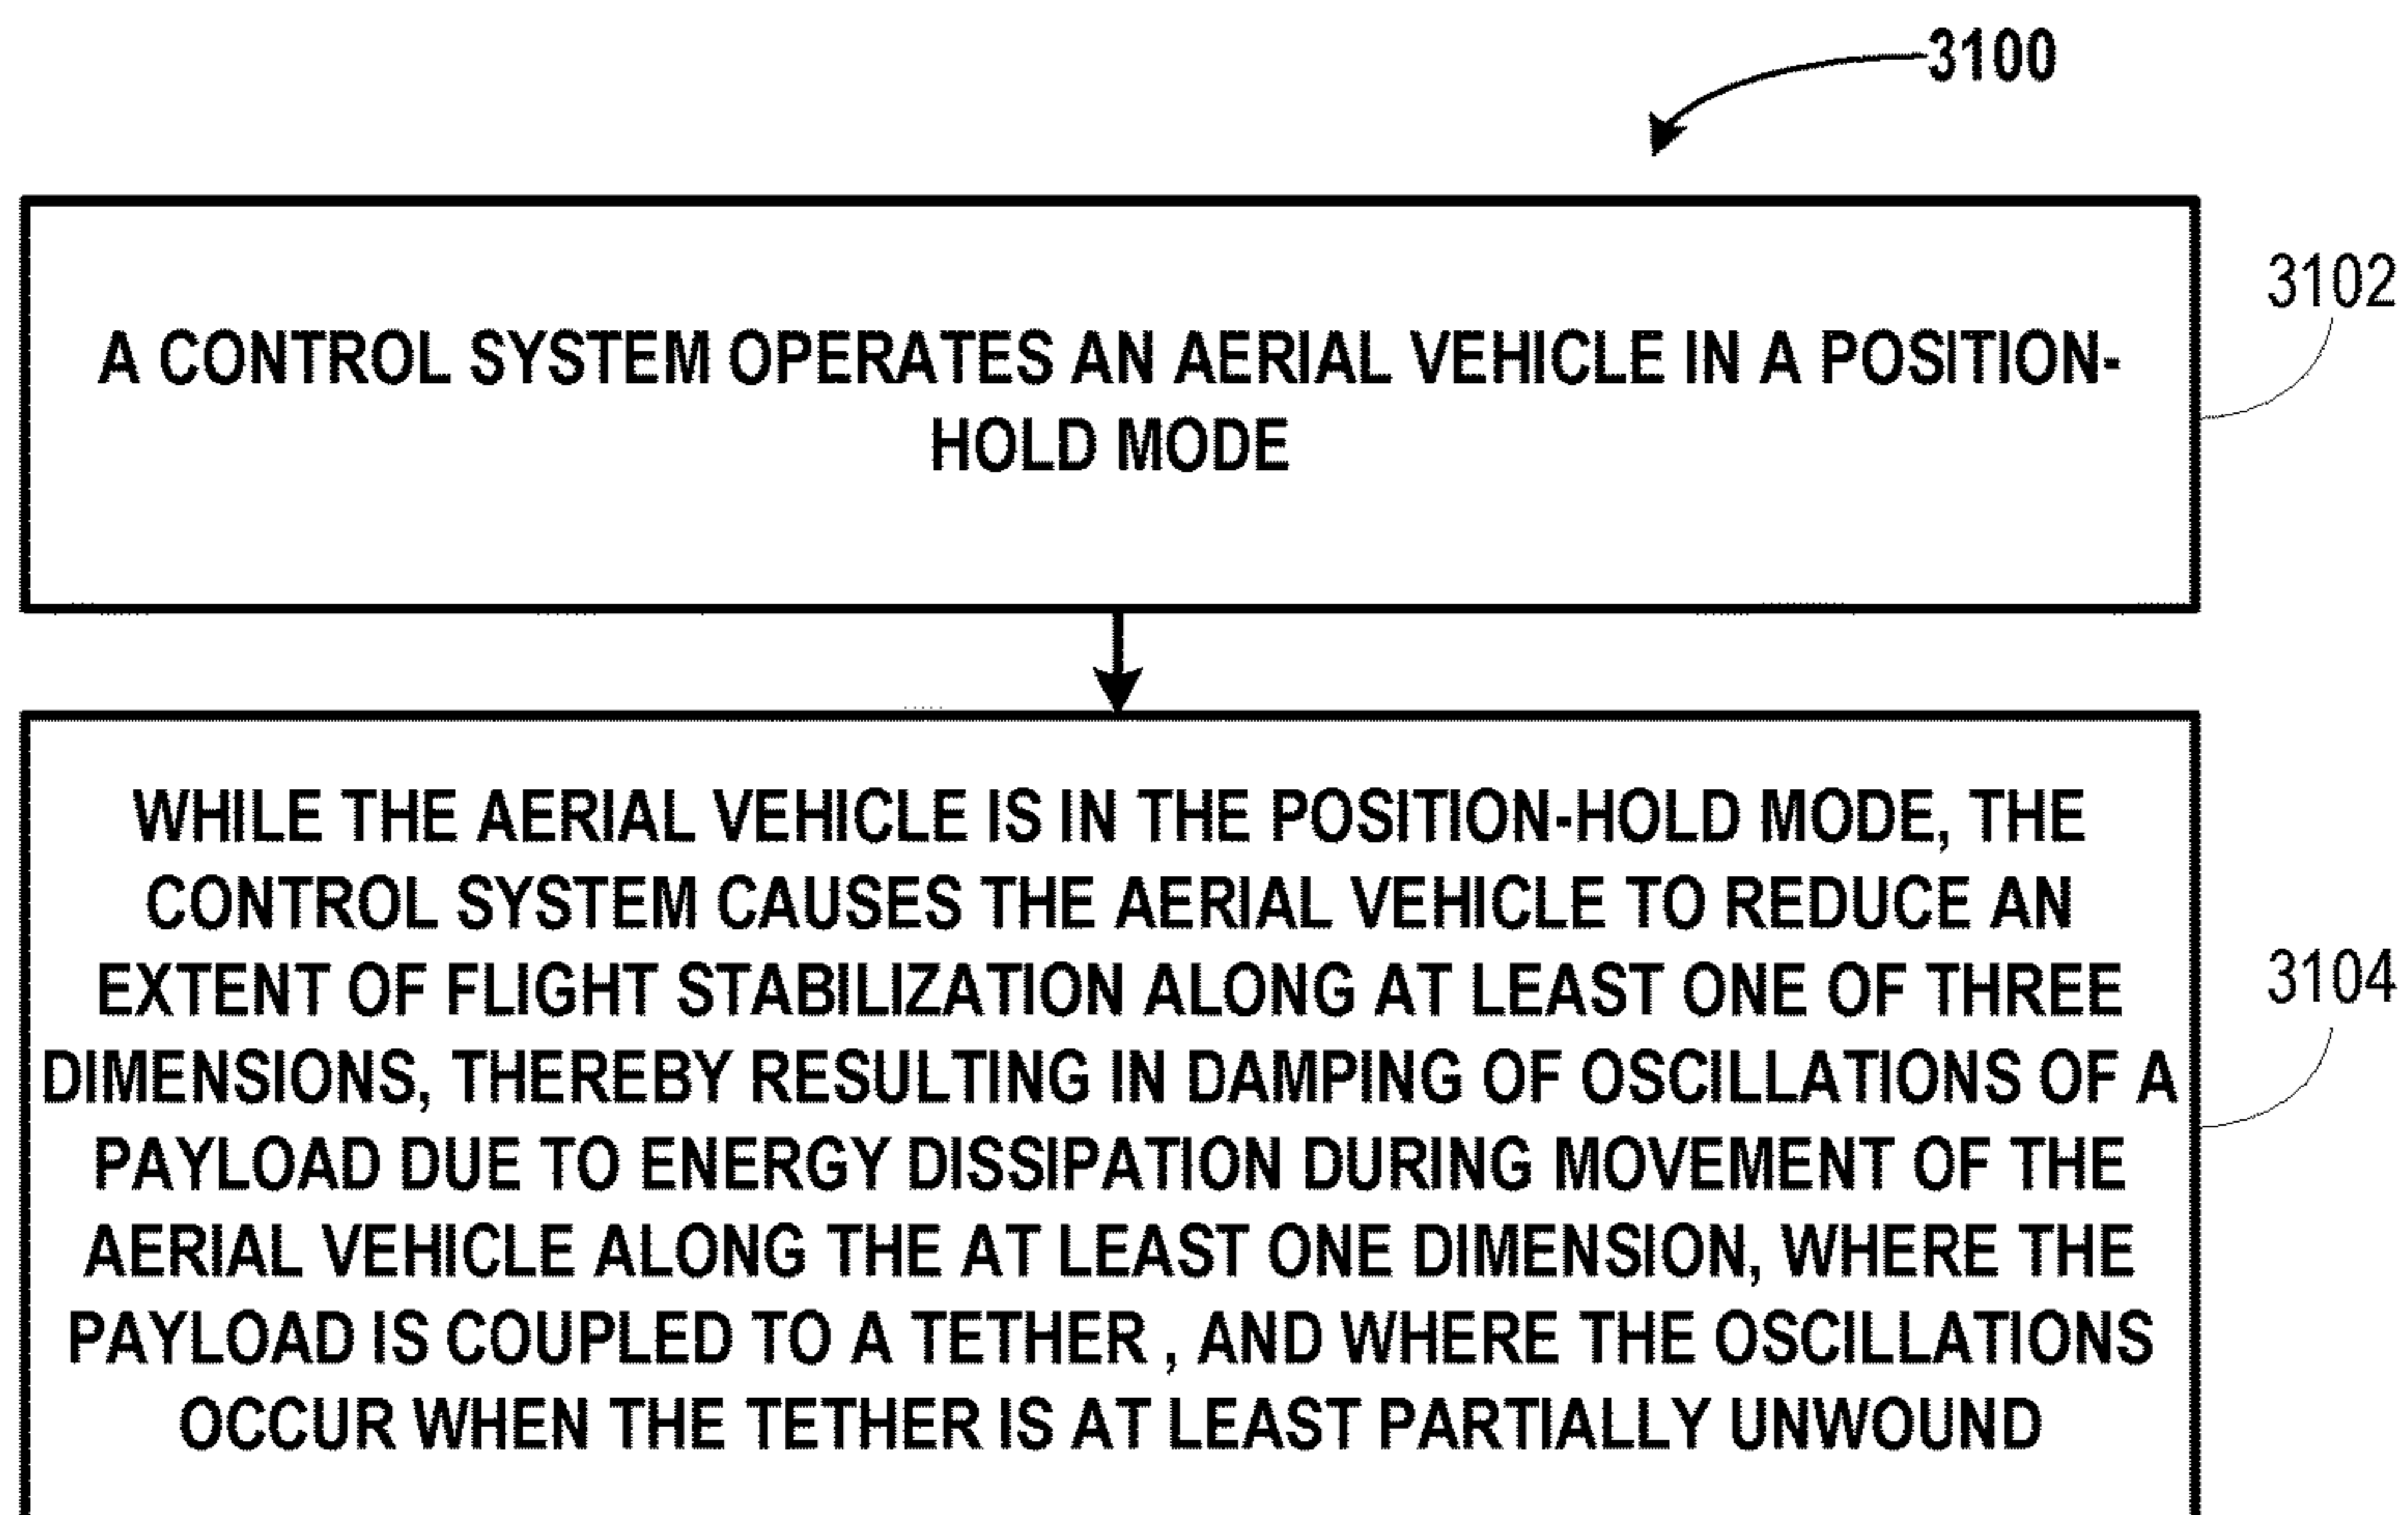 3100
A CONTROL SYSTEM OPERATES AN AERIAL VEHICLE IN A POSITION-
HOLD MODE
3102
WHILE THE AERIAL VEHICLE IS IN THE POSITION-HOLD MODE, THE
CONTROL SYSTEM CAUSES THE AERIAL VEHICLE TO REDUCE AN
EXTENT OF FLIGHT STABILIZATION ALONG AT LEAST ONE OF THREE
DIMENSIONS, THEREBY RESULTING IN DAMPING OF OSCILLATIONS OF A
PAYLOAD DUE TO ENERGY DISSIPATION DURING MOVEMENT OF THE
AERIAL VEHICLE ALONG THE AT LEAST ONE DIMENSION, WHERE THE
PAYLOAD IS COUPLED TO A TETHER , AND WHERE THE OSCILLATIONS
OCCUR WHEN THE TETHER IS AT LEAST PARTIALLY UNWOUND
3104